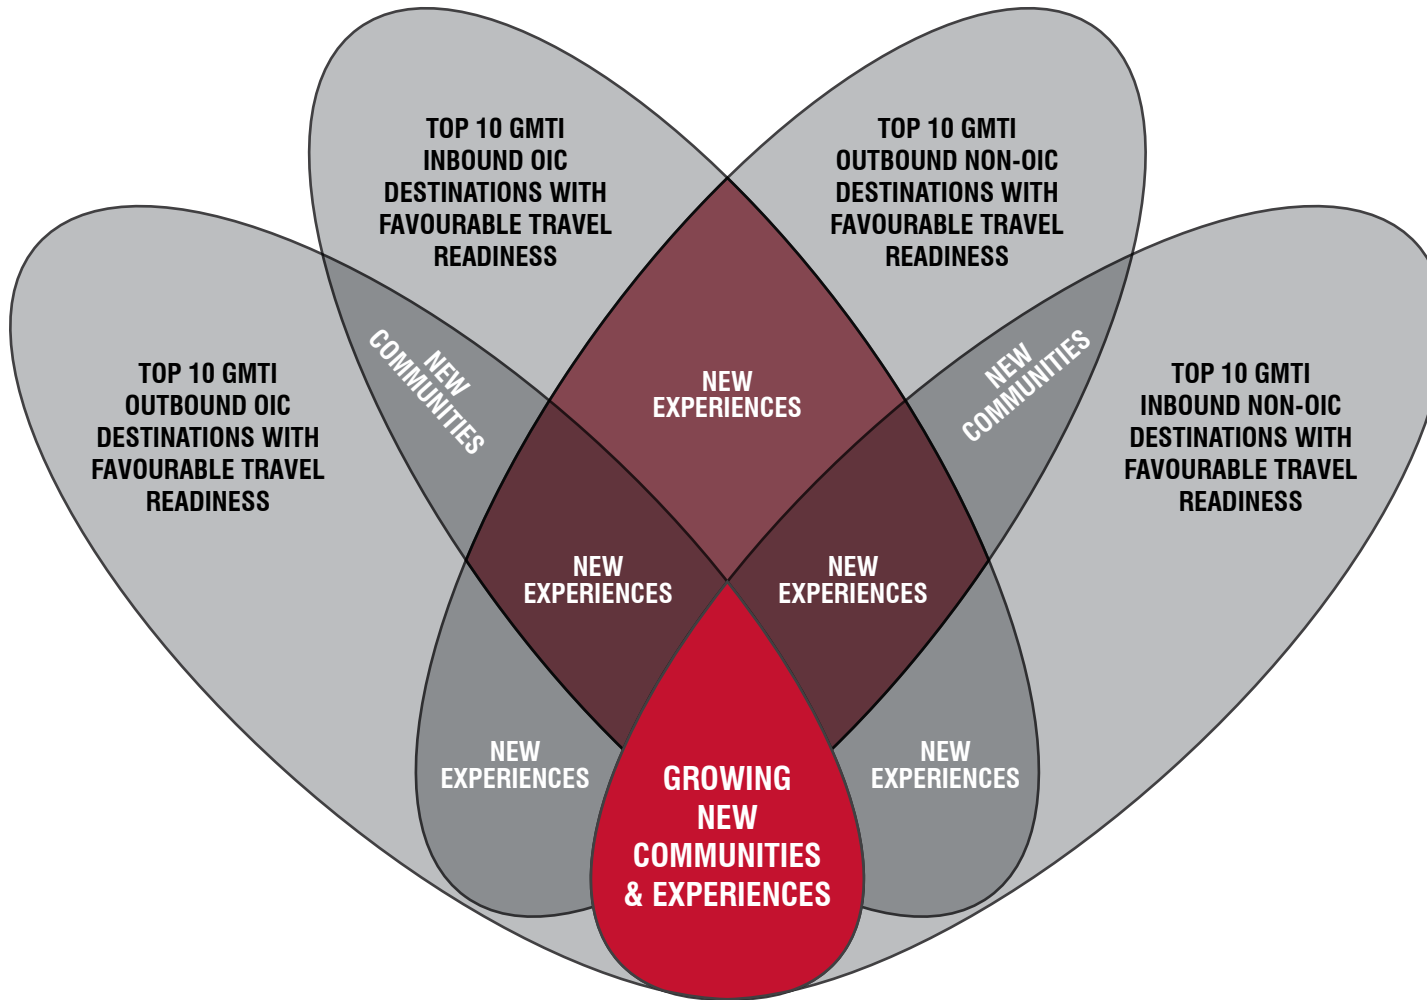 TOP 10 GMTI
INBOUND OIC
DESTINATIONS WITH
FAVOURABLE TRAVEL
READINESS
TOP 10 GMTI
OUTBOUND NON-OIC
DESTINATIONS WITH
FAVOURABLE TRAVEL
READINESS
TOP 10 GMTI
OUTBOUND OIC
DESTINATIONS WITH
FAVOURABLE TRAVEL
READINESS
NEW
COMMUNITIES
NEW
EXPERIENCES
NEW
COMMUNITIES
TOP 10 GMTI
INBOUND NON-OIC
DESTINATIONS WITH
FAVOURABLE TRAVEL
READINESS
NEW
EXPERIENCES
NEW
EXPERIENCES
NEW
EXPERIENCES
GROWING
NEW
COMMUNITIES
& EXPERIENCES
NEW
EXPERIENCES